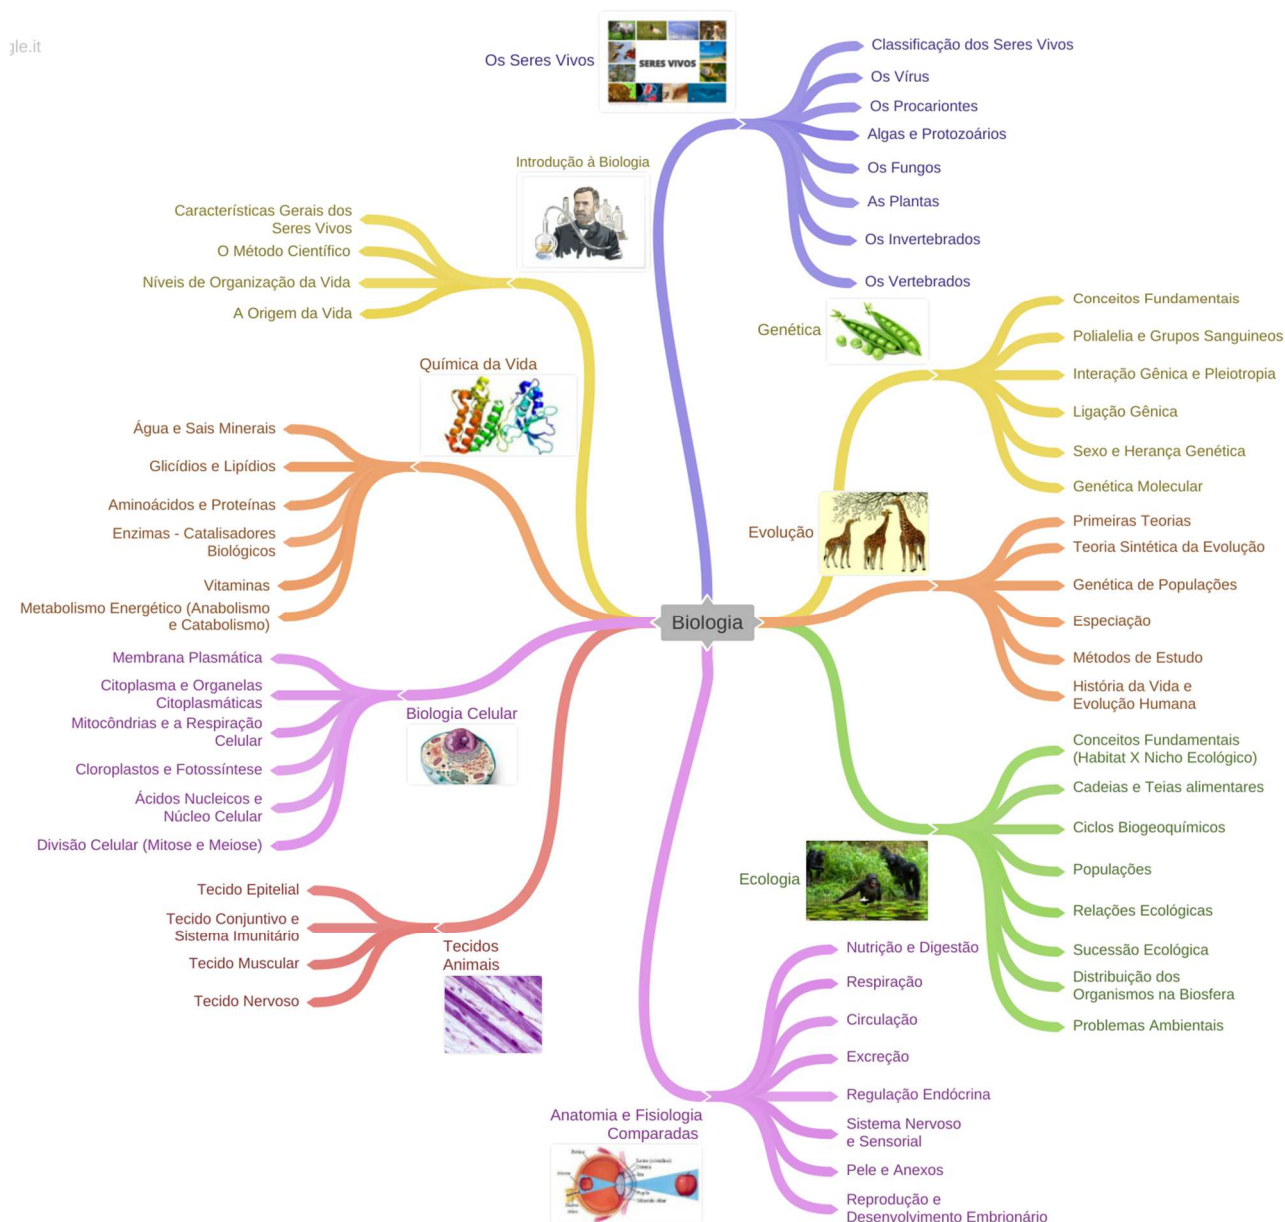 gle.it
Os Seres Vivos
SERES VIVOS
Classificação dos Seres Vivos
Os Vírus
Os Procariontes
Algas e Protozoários
Os Fungos
As Plantas
Os Invertebrados
Os Vertebrados
Introdução à Biologia
Características Gerais dos
Seres Vivos
O Método Científico
Níveis de Organização da Vida
A Origem da Vida
Genética
Conceitos Fundamentais
Polialelia e Grupos Sanguineos
Interação Gênica e Pleiotropia
Ligação Gênica
Sexo e Herança Genética
Genética Molecular
Química da Vida
Água e Sais Minerais
Glicídios e Lipídios
Aminoácidos e Proteínas
Enzimas - Catalisadores
Biológicos
Vitaminas
Metabolismo Energético (Anabolismo
e Catabolismo)
Evolução
Primeiras Teorias
Teoria Sintética da Evolução
Genética de Populações
Especiação
Métodos de Estudo
História da Vida e
Evolução Humana
Biologia
Biologia Celular
Membrana Plasmática
Citoplasma e Organelas
Citoplasmáticas
Mitocôndrias e a Respiração
Celular
Cloroplastos e Fotossíntese
Ácidos Nucleicos e
Núcleo Celular
Divisão Celular (Mitose e Meiose)
Ecologia
Conceitos Fundamentais
(Habitat X Nicho Ecológico)
Cadeias e Teias alimentares
Ciclos Biogeoquímicos
Populações
Relações Ecológicas
Sucessão Ecológica
Distribuição dos
Organismos na Biosfera
Problemas Ambientais
Tecidos
Animais
Tecido Epitelial
Tecido Conjuntivo e
Sistema Imunitário
Tecido Muscular
Tecido Nervoso
Anatomia e Fisiologia
Comparadas
Nutrição e Digestão
Respiração
Circulação
Excreção
Regulação Endócrina
Sistema Nervoso
e Sensorial
Pele e Anexos
Reprodução e
Desenvolvimento Embrionário